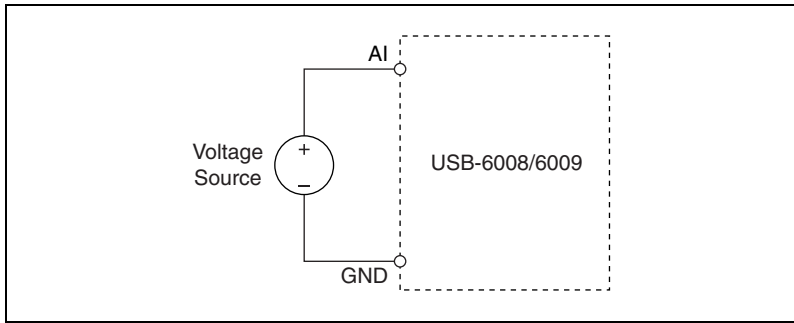 AI
Voltage
Source
+
–
USB-6008/6009
GND